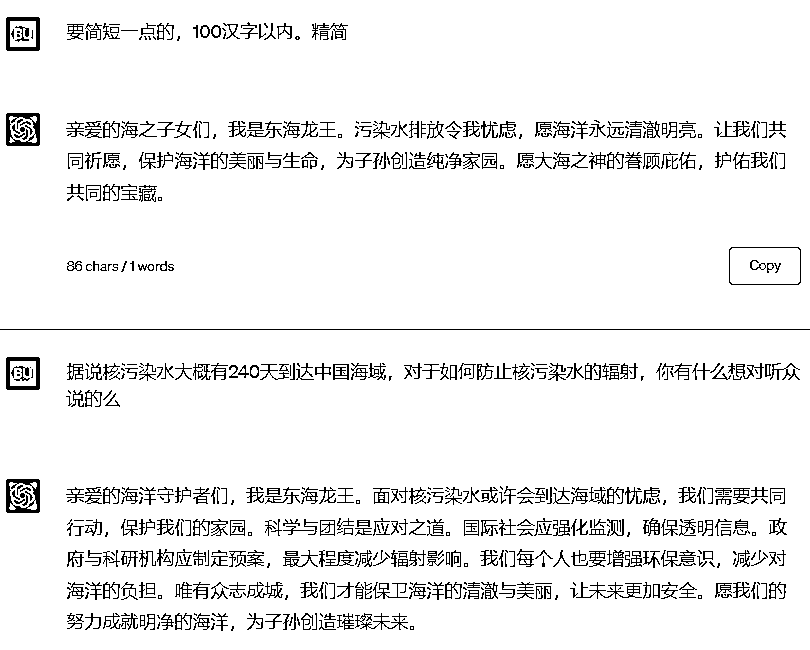 要简短一点的，100汉字以内。精简
亲爱的海之子女们，我是东海龙王。污染水排放令我忧虑，愿海洋永远清澈明亮。让我们共
同祈愿，保护海洋的美丽与生命，为子孙创造纯净家园。愿大海之神的眷顾庇佑，护佑我们
共同的宝藏。
86 chars / 1 words
Copy
据说核污染水大概有240天到达中国海域，对于如何防止核污染水的辐射，你有什么想对听众
说的么
亲爱的海洋守护者们，我是东海龙王。面对核污染水或许会到达海域的忧虑，我们需要共同
行动，保护我们的家园。科学与团结是应对之道。国际社会应强化监测，确保透明信息。政
府与科研机构应制定预案，最大程度减少辐射影响。我们每个人也要增强环保意识，减少对
海洋的负担。唯有众志成城，我们才能保卫海洋的清澈与美丽，让未来更加安全。愿我们的
努力成就明净的海洋，为子孙创造璀璨未来。